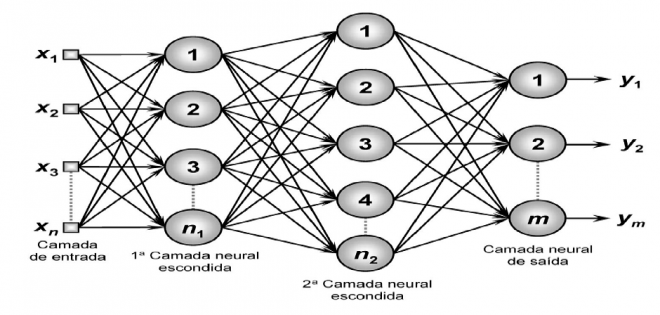 x1
x2
x3
xn
Camada
de entrada
1
2
3
n1
1ª Camada neural
escondida
1
2
3
4
n2
2ª Camada neural
escondida
1
2
m
Camada neural
de saída
y1
y2
ym